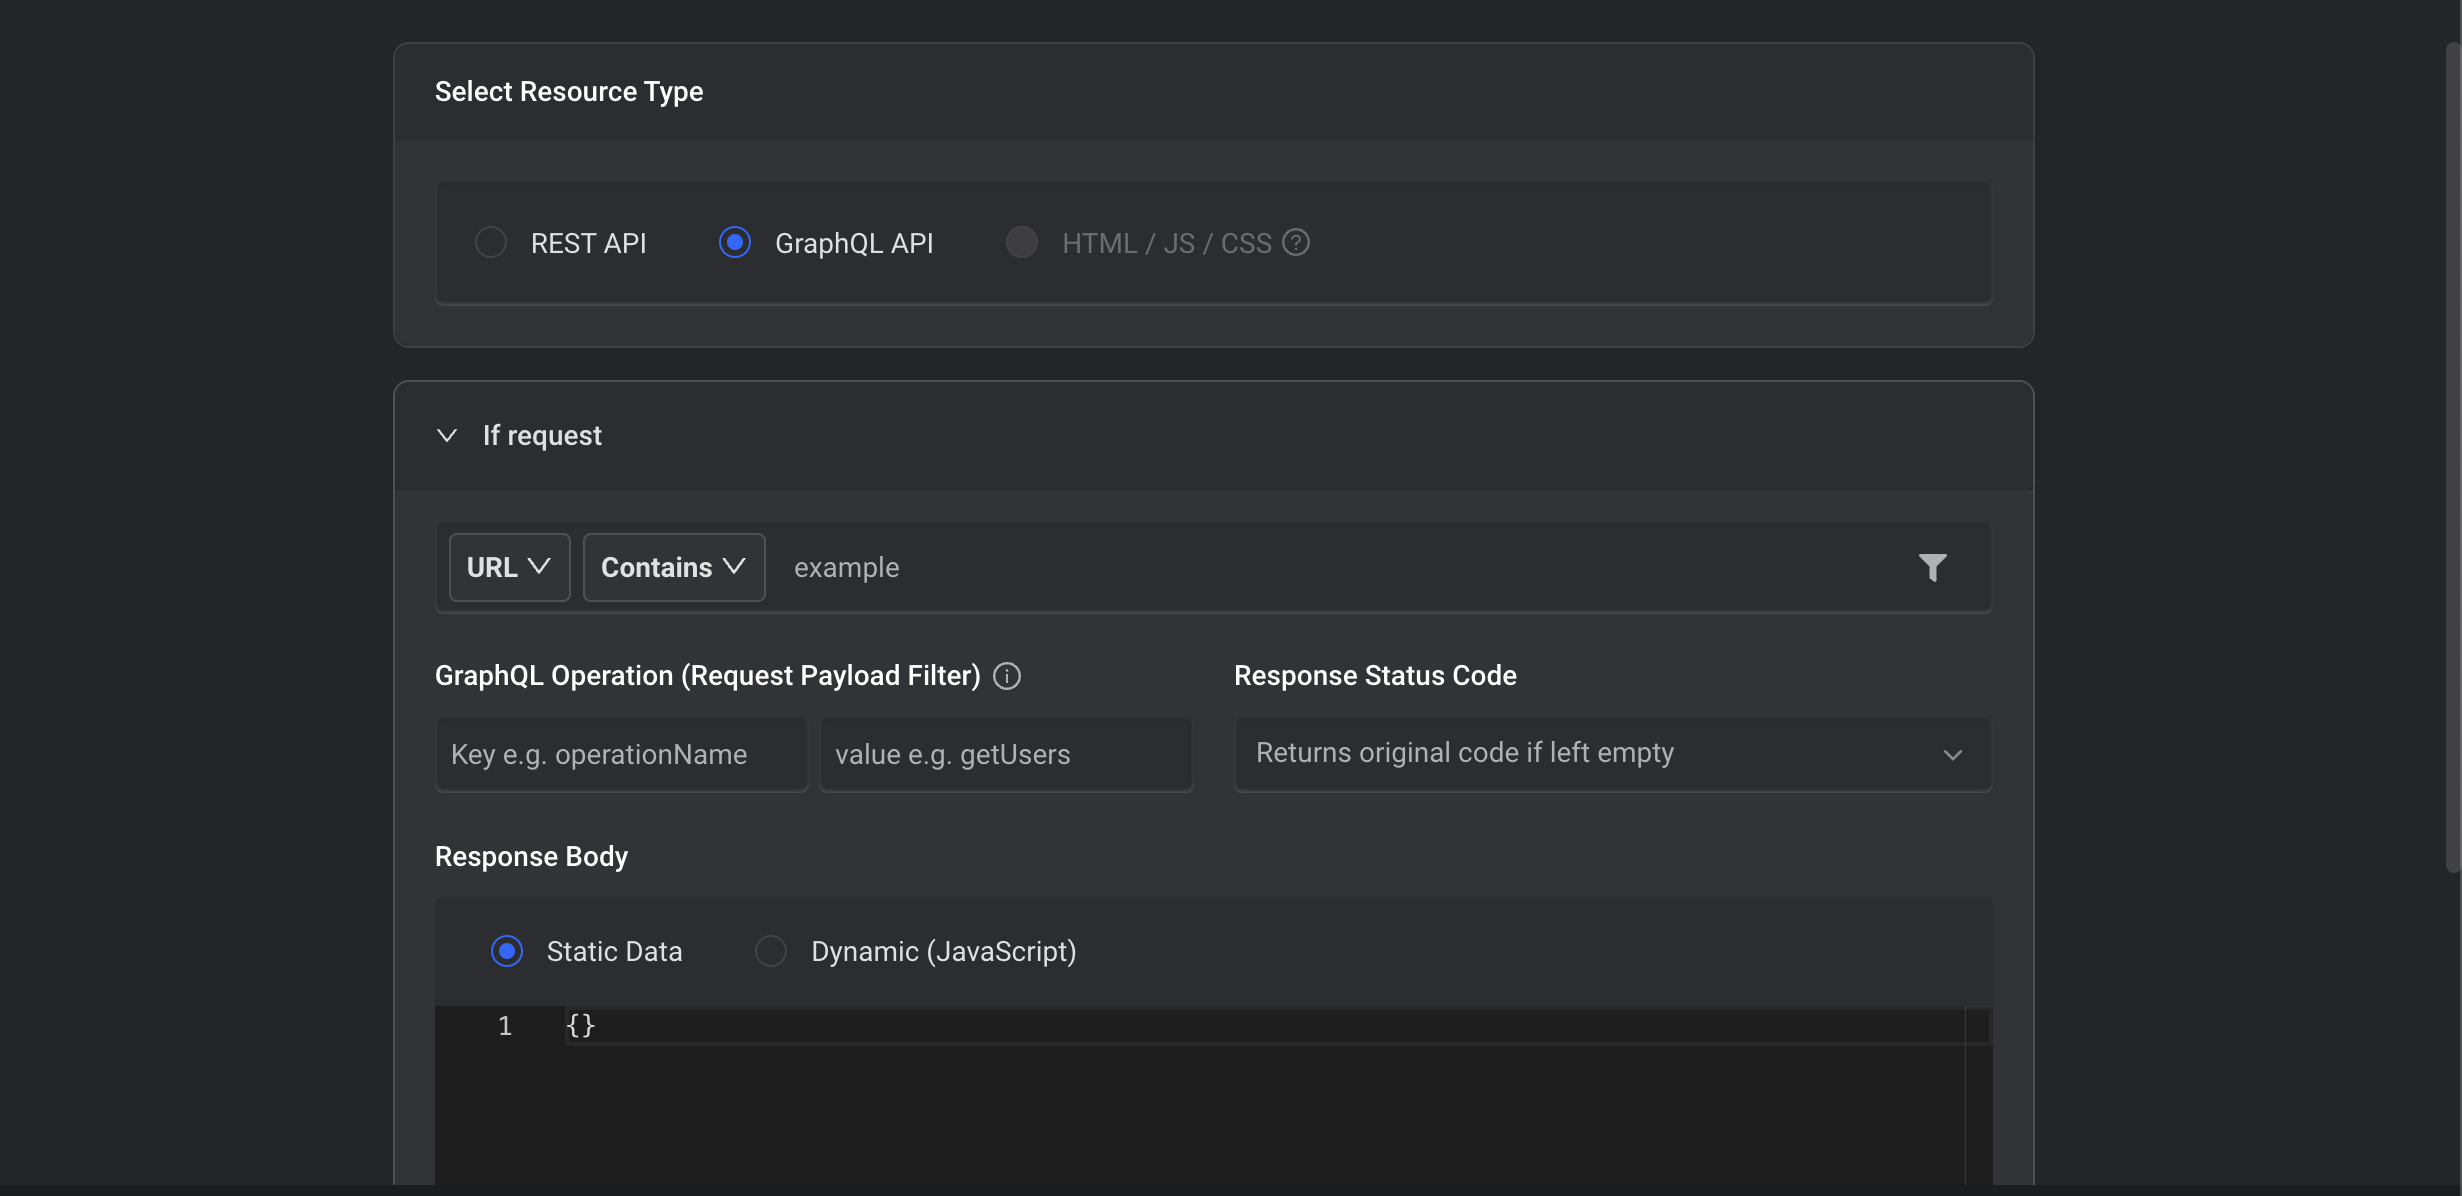 Select Resource Type
REST API GraphQL API HTML / JS / CSS
If request
URL Contains example
GraphQL Operation (Request Payload Filter) Response Status Code
Key e.g. operationName value e.g. getUsers Returns original code if left empty
Response Body
Static Data Dynamic (JavaScript)
1 {}